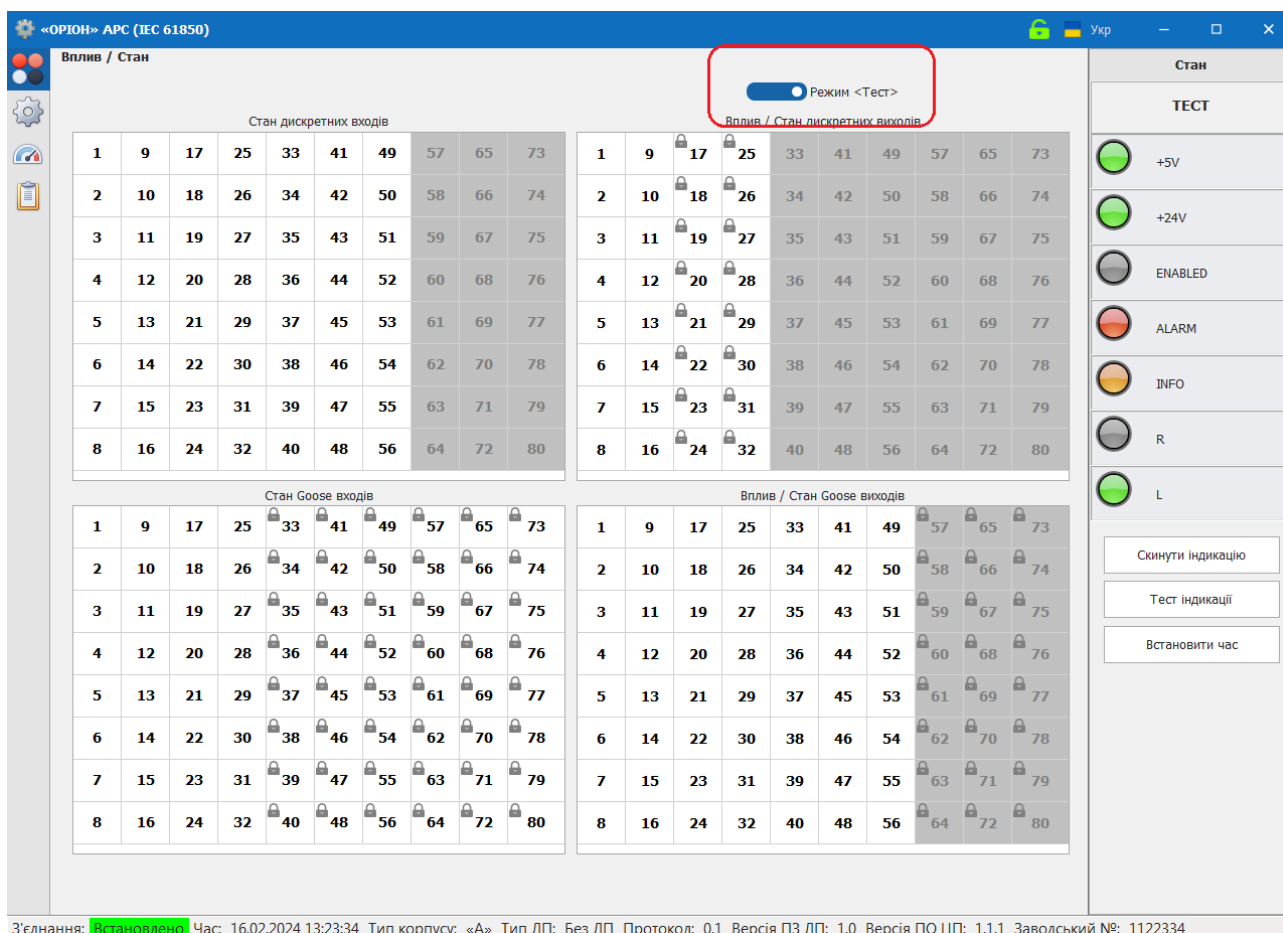 «ОРІОН» АРС (IEC 61850)
Укр
Вплив / Стан
Режим <Тест>
Стан дискретних входів
1 9 17 25 33 41 49 57 65 73
2 10 18 26 34 42 50 58 66 74
3 11 19 27 35 43 51 59 67 75
4 12 20 28 36 44 52 60 68 76
5 13 21 29 37 45 53 61 69 77
6 14 22 30 38 46 54 62 70 78
7 15 23 31 39 47 55 63 71 79
8 16 24 32 40 48 56 64 72 80
Вплив / Стан дискретних виходів
1 9 17 25 33 41 49 57 65 73
2 10 18 26 34 42 50 58 66 74
3 11 19 27 35 43 51 59 67 75
4 12 20 28 36 44 52 60 68 76
5 13 21 29 37 45 53 61 69 77
6 14 22 30 38 46 54 62 70 78
7 15 23 31 39 47 55 63 71 79
8 16 24 32 40 48 56 64 72 80
Стан Goose входів
1 9 17 25 33 41 49 57 65 73
2 10 18 26 34 42 50 58 66 74
3 11 19 27 35 43 51 59 67 75
4 12 20 28 36 44 52 60 68 76
5 13 21 29 37 45 53 61 69 77
6 14 22 30 38 46 54 62 70 78
7 15 23 31 39 47 55 63 71 79
8 16 24 32 40 48 56 64 72 80
Вплив / Стан Goose виходів
1 9 17 25 33 41 49 57 65 73
2 10 18 26 34 42 50 58 66 74
3 11 19 27 35 43 51 59 67 75
4 12 20 28 36 44 52 60 68 76
5 13 21 29 37 45 53 61 69 77
6 14 22 30 38 46 54 62 70 78
7 15 23 31 39 47 55 63 71 79
8 16 24 32 40 48 56 64 72 80
Стан
ТЕСТ
+5V
+24V
ENABLED
ALARM
INFO
R
L
Скинути індикацію
Тест індикації
Встановити час
З'єднання: Встановлено Час: 16.02.2024 13:23:34 Тип корпусу: «А» Тип ЛП: Без ЛП Протокол: 0.1 Версія ПЗ ЛП: 1.0 Версія ПО ЦП: 1.1.1 Заводський №: 1122334